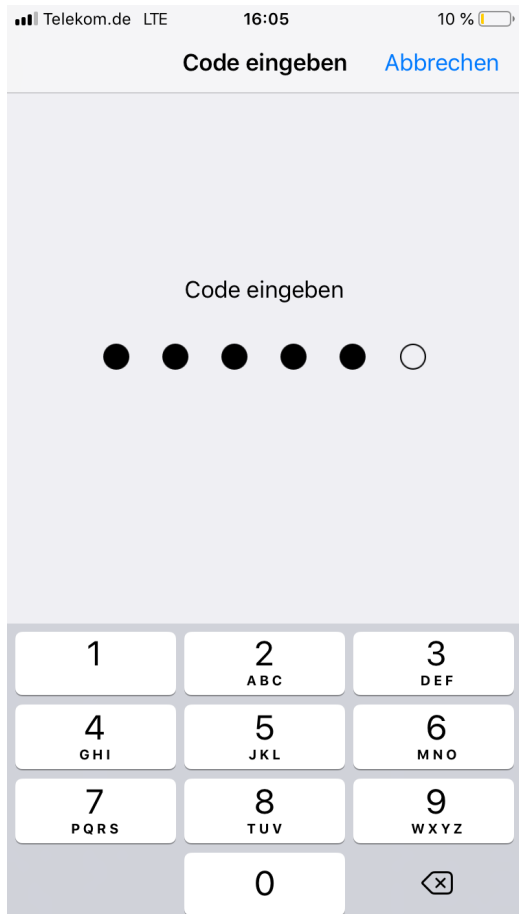 Telekom.de LTE 16:05 10 %
Code eingeben Abbrechen
Code eingeben
1 2 3
ABC DEF
4 5 6
GHI JKL MNO
7 8 9
PQRS TUV WXYZ
0